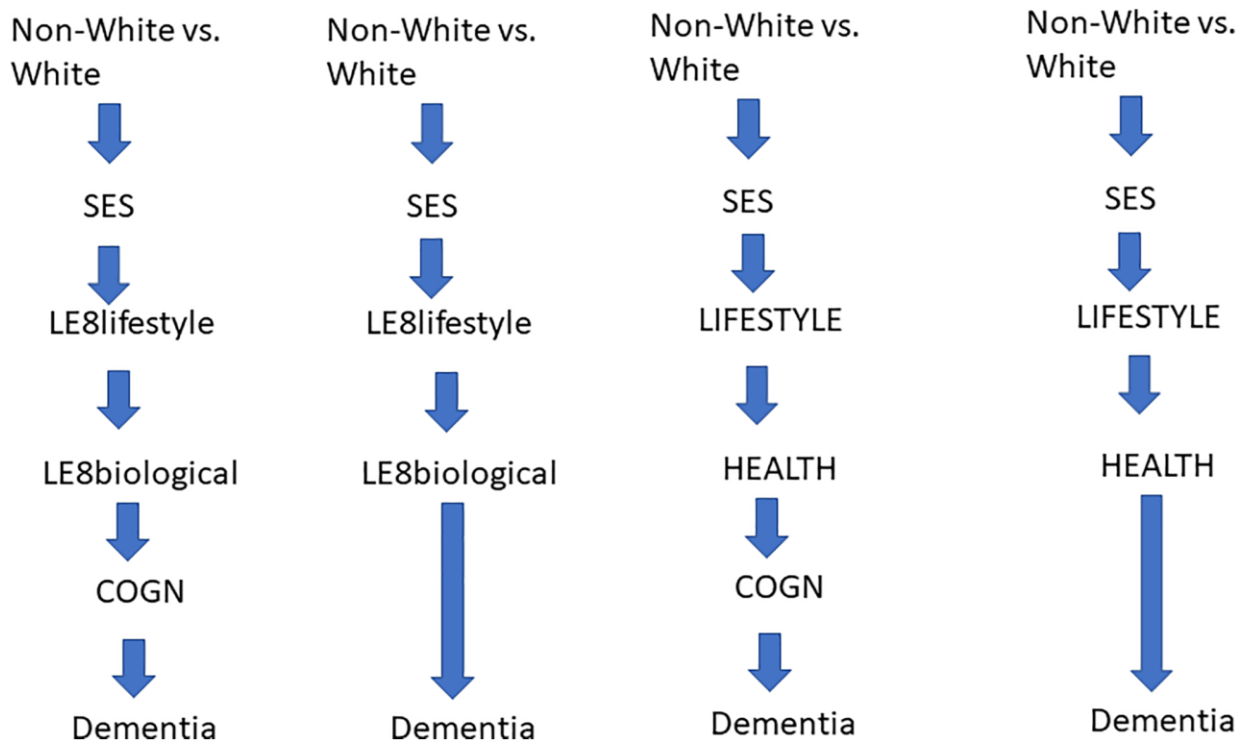 Non-White vs.
White
SES
LE8lifestyle
LE8biological
COGN
Dementia
Non-White vs.
White
SES
LE8lifestyle
LE8biological
Dementia
Non-White vs.
White
SES
LIFESTYLE
HEALTH
COGN
Dementia
Non-White vs.
White
SES
LIFESTYLE
HEALTH
Dementia